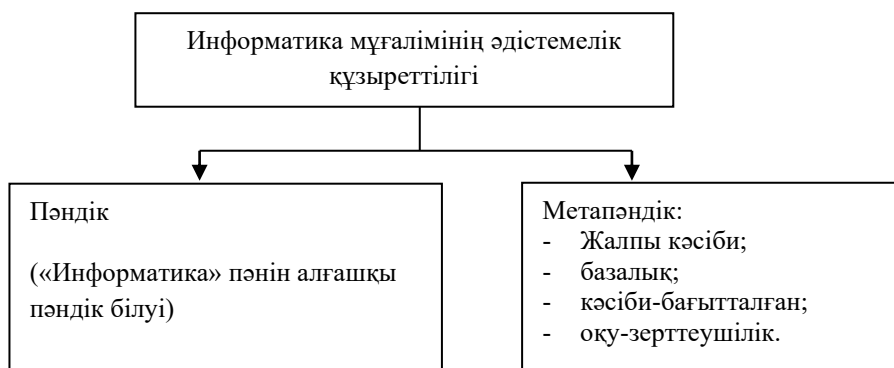 Информатика мұғалімінің әдістемелік
құзыреттілігі
Пәндік
(«Информатика» пәнін алғашқы
пәндік білуі)
Метапәндік:
- Жалпы кәсіби;
- базалық;
- кәсіби-бағытталған;
- оқу-зерттеушілік.